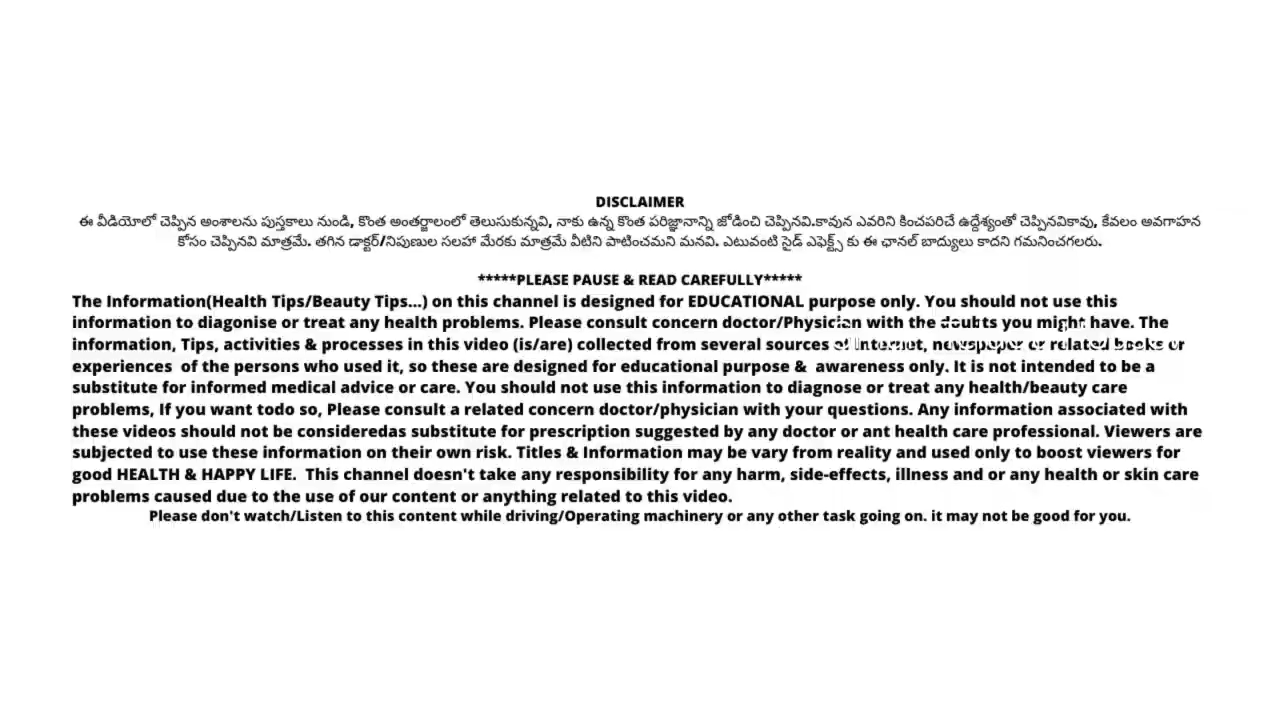 DISCLAIMER
ఈ వీడియోలో చెప్పిన అంశాలను పుస్తకాలు నుండి, కొంత అంతర్జాలంలో తెలుసుకున్నవి, నాకు ఉన్న కొంత పరిజ్ఞానాన్ని జోడించి చెప్పినవి.కావున ఎవరిని కించపరిచే ఉద్దేశ్యంతో చెప్పినవికావు, కేవలం అవగాహన
కోసం చెప్పినవి మాత్రమే. తగిన డాక్టర్/నిపుణుల సలహా మేరకు మాత్రమే వీటిని పాటించమని మనవి. ఎటువంటి సైడ్ ఎఫెక్ట్స్ కు ఈ ఛానల్ బాద్యులు కాదని గమనించగలరు.
*****PLEASE PAUSE & READ CAREFULLY*****
The Information(Health Tips/Beauty Tips...) on this channel is designed for EDUCATIONAL purpose only. You should not use this
information to diagonise or treat any health problems. Please consult concern doctor/Physician with the doubts you might have. The
information, Tips, activities & processes in this video (is/are) collected from several sources or
experiences of the persons who used it, so these are designed for educational purpose & awareness only. It is not intended to be a
substitute for informed medical advice or care. You should not use this information to diagnose or treat any health/beauty care
problems, If you want todo so, Please consult a related concern doctor/physician with your questions. Any information associated with
these videos should not be consideredas substitute for prescription suggested by any doctor or ant health care professional. Viewers are
subjected to use these information on their own risk. Titles & Information may be vary from reality and used only to boost viewers for
good HEALTH & HAPPY LIFE. This channel doesn't take any responsibility for any harm, side-effects, illness and or any health or skin care
problems caused due to the use of our content or anything related to this video.
Please don't watch/Listen to this content while driving/Operating machinery or any other task going on. it may not be good for you.